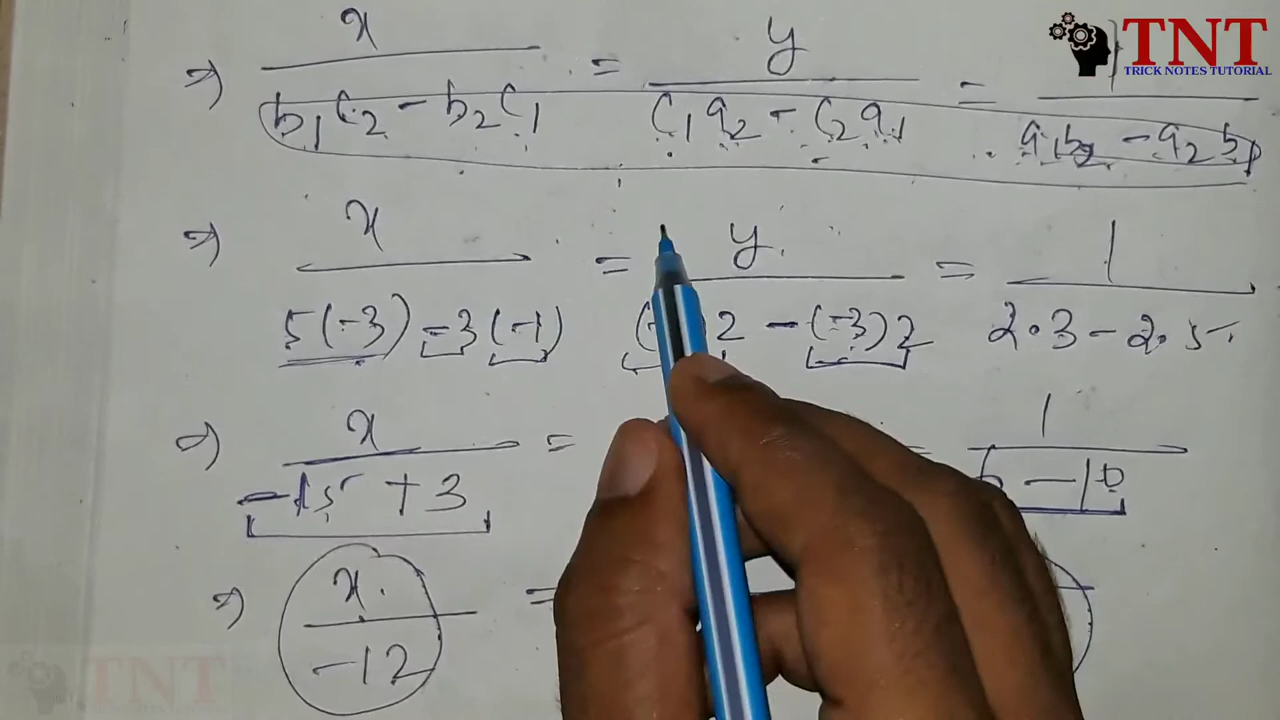 TNT
TRICK NOTES TUTORIAL
⇒) x / (b₁c₂ - b₂c₁) = y / (c₁a₂ - c₂a₁) = 1 / (a₁b₂ - a₂b₁)
⇒) x / (5(-3) - 3(-1)) = y / ( )2 - (-3)2 = 1 / (2·3 - 2·5)
⇒) x / (-15 + 3) = = 1 / (6 - 10)
⇒) x / -12 =
TNT